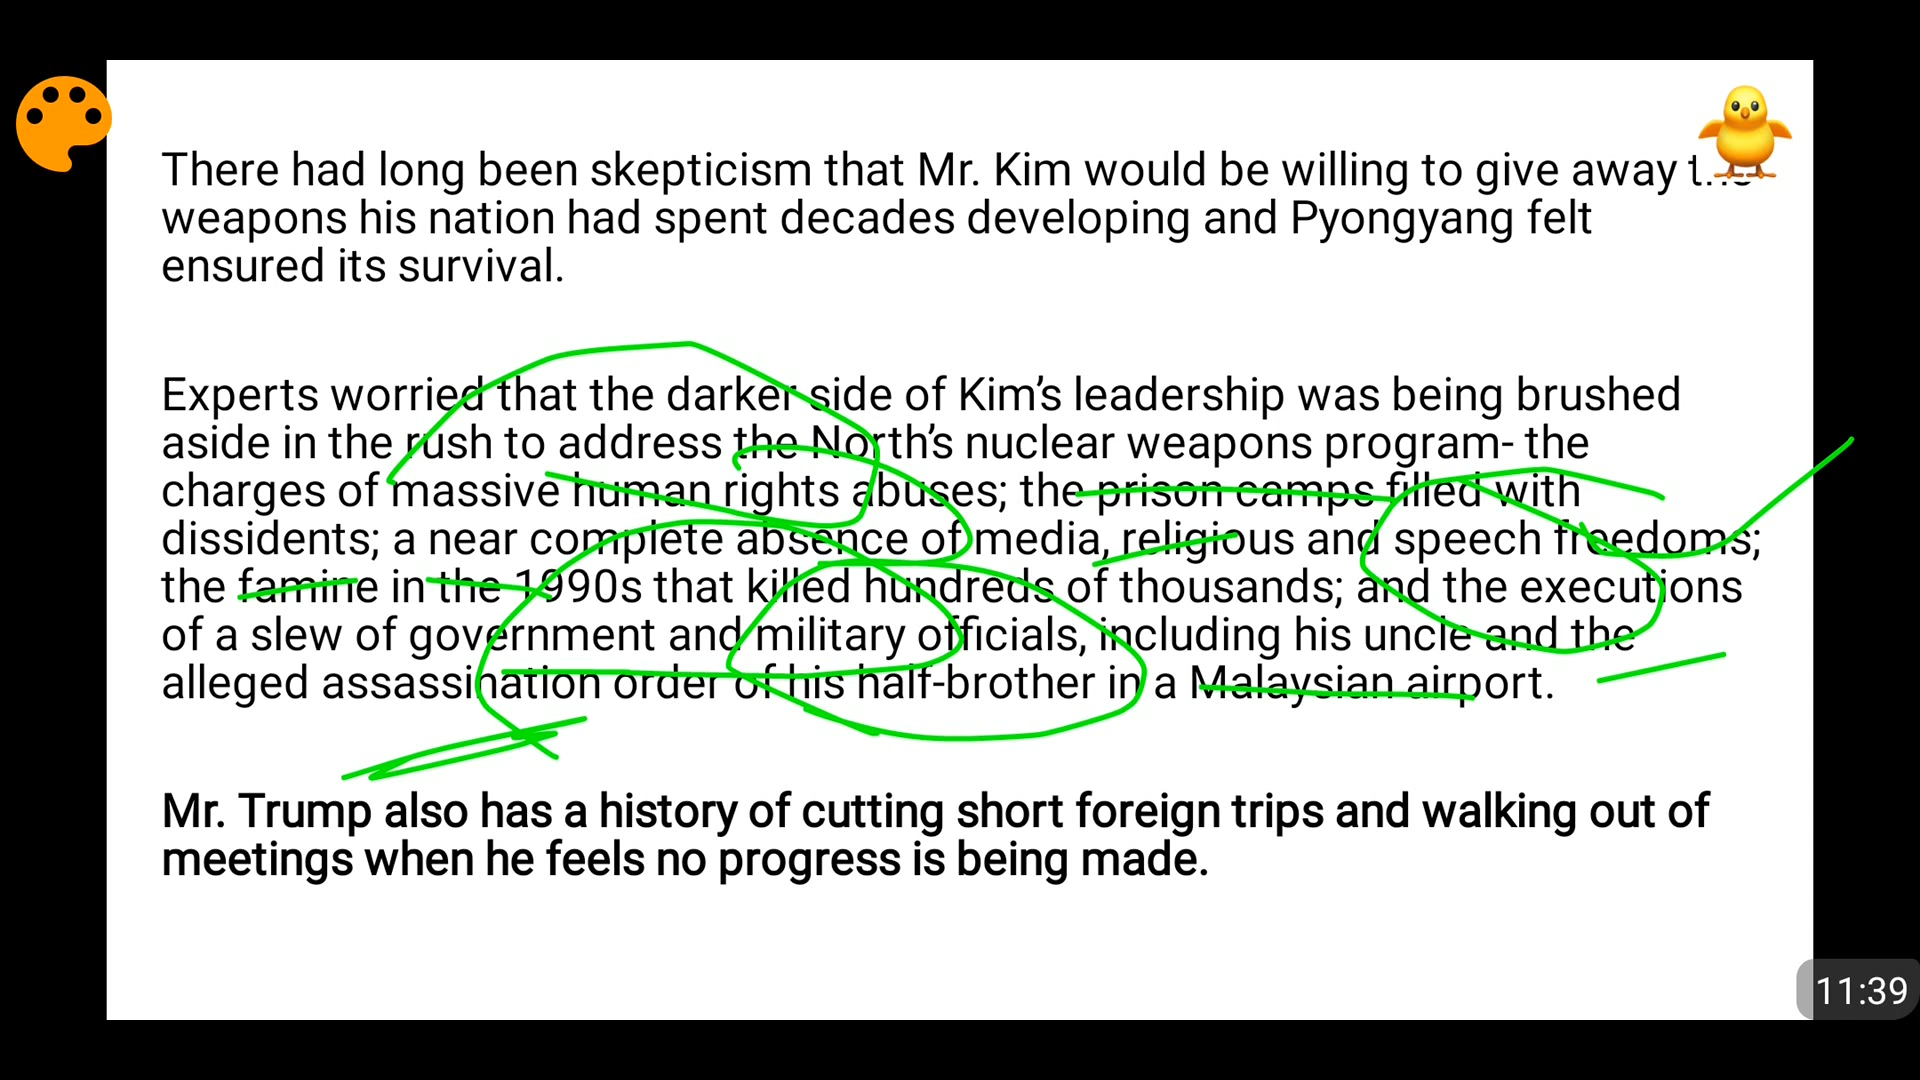 There had long been skepticism that Mr. Kim would be willing to give away
weapons his nation had spent decades developing and Pyongyang felt
ensured its survival.
Experts worried that the darker side of Kim's leadership was being brushed
aside in the rush to address the North's nuclear weapons program- the
charges of massive human rights abuses; the prison camps filled with
dissidents; a near complete absence of media, religious and speech freedoms;
the famine in the 1990s that killed hundreds of thousands; and the executions
of a slew of government and military officials, including his uncle and the
alleged assassination order of his half-brother in a Malaysian airport.
Mr. Trump also has a history of cutting short foreign trips and walking out of
meetings when he feels no progress is being made.
11:39